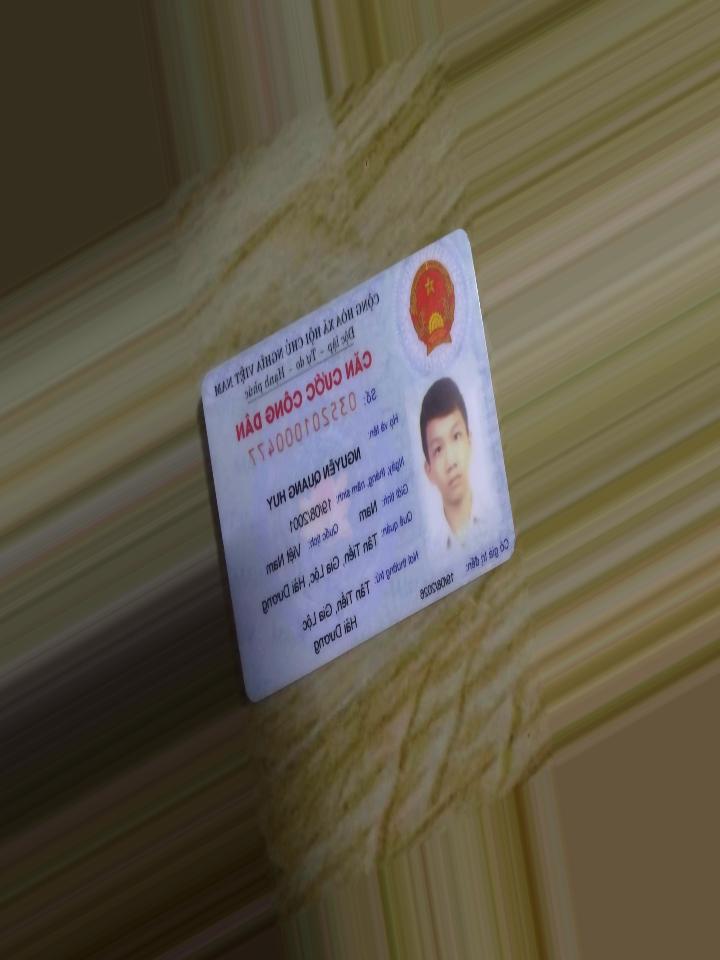 CỘNG HÒA XÃ HỘI CHỦ NGHĨA VIỆT NAM
Độc lập - Tự do - Hạnh phúc
CĂN CƯỚC CÔNG DÂN
Số: 035201000477
Họ và tên:
NGUYỄN QUANG HUY
Ngày, tháng, năm sinh: 19/08/2001
Giới tính: Nam Quốc tịch: Việt Nam
Quê quán: Tân Tiến, Gia Lộc, Hải Dương
Nơi thường trú: Tân Tiến, Gia Lộc
Hải Dương
Có giá trị đến: 19/08/2026